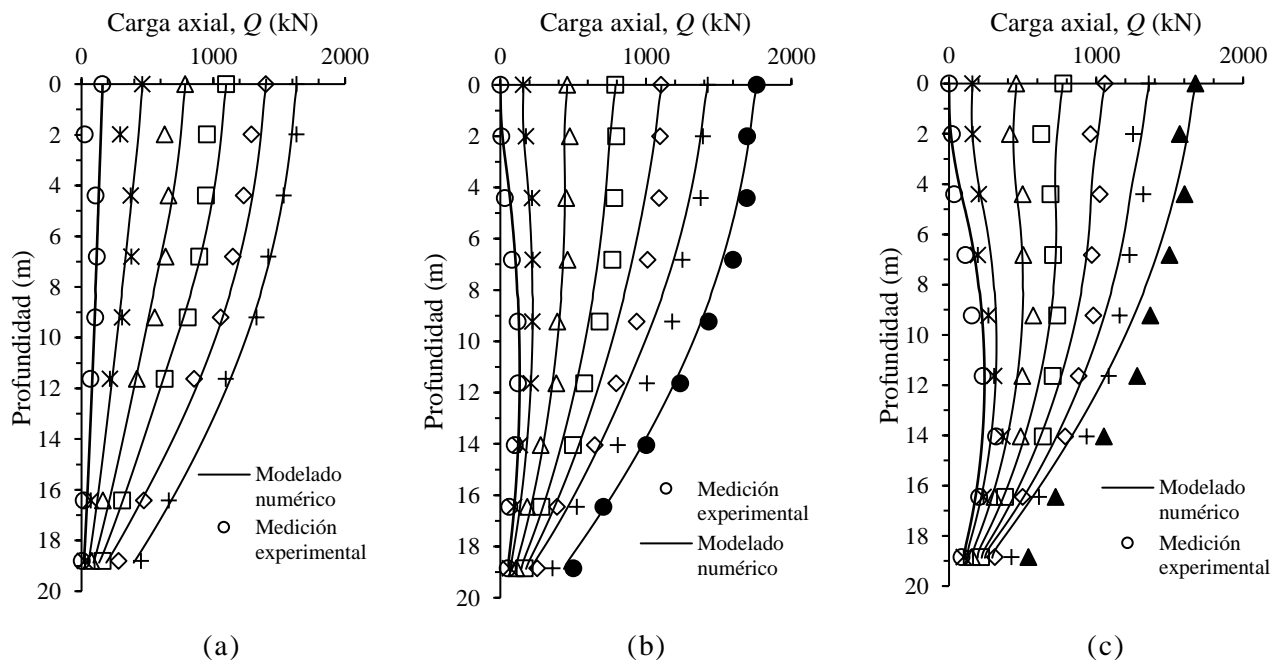 Carga axial, Q (kN)
0 1000 2000
0
2
4
6
8
10
12
14
16
18
20
Profundidad (m)
Modelado
numérico
Medición
experimental
(a)
Carga axial, Q (kN)
0 1000 2000
0
2
4
6
8
10
12
14
16
18
20
Profundidad (m)
Medición
experimental
Modelado
numérico
(b)
Carga axial, Q (kN)
0 1000 2000
0
2
4
6
8
10
12
14
16
18
20
Profundidad (m)
Modelado
numérico
Medición
experimental
(c)